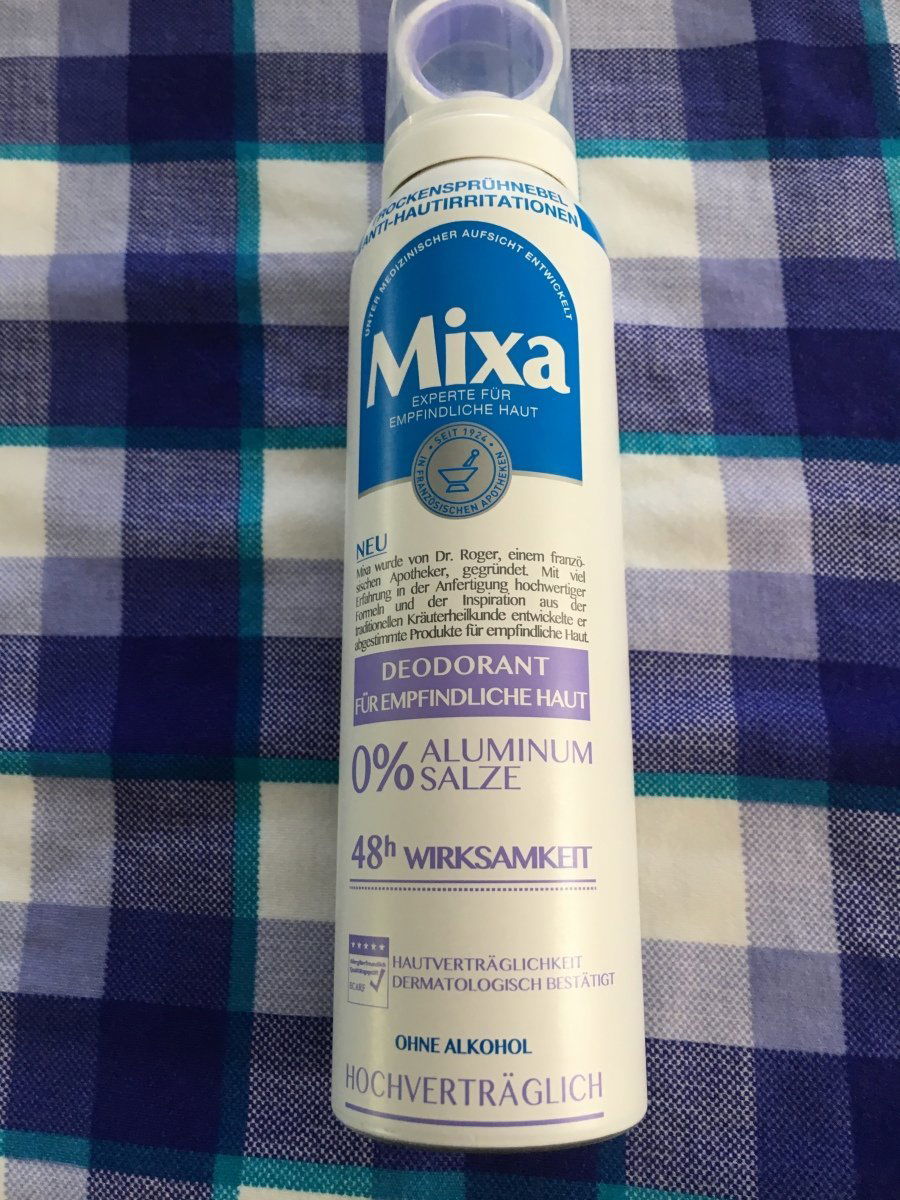 TROCKENSPRÜHNEBEL
ANTI-HAUTIRRITATIONEN
UNTER MEDIZINISCHER AUFSICHT ENTWICKELT
Mixa
EXPERTE FÜR
EMPFINDLICHE HAUT
• SEIT 1924 •
IN FRANZÖSISCHEN APOTHEKEN
NEU
Mixa wurde von Dr. Roger, einem franzö-
sischen Apotheker, gegründet. Mit viel
Erfahrung in der Anfertigung hochwertiger
Formeln und der Inspiration aus der
traditionellen Kräuterheilkunde entwickelte er
abgestimmte Produkte für empfindliche Haut.
DEODORANT
FÜR EMPFINDLICHE HAUT
0% ALUMINUM
SALZE
48h WIRKSAMKEIT
Allergikerfreundlich
Qualitätsgeprüft
ECARF
HAUTVERTRÄGLICHKEIT
DERMATOLOGISCH BESTÄTIGT
OHNE ALKOHOL
HOCHVERTRÄGLICH